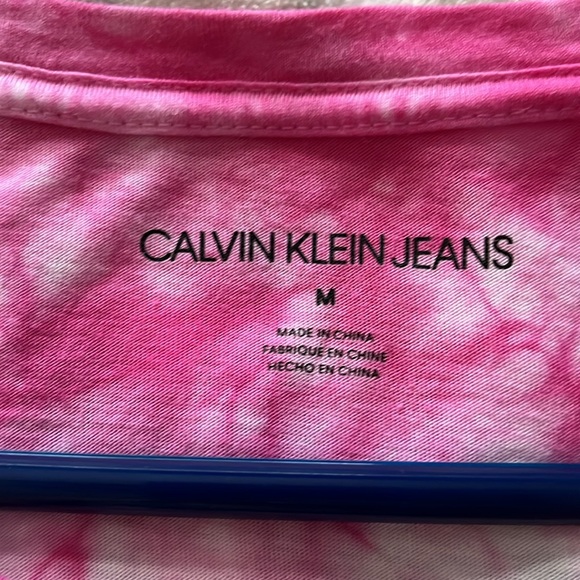 CALVIN KLEIN JEANS
M
MADE IN CHINA
FABRIQUE EN CHINE
HECHO EN CHINA